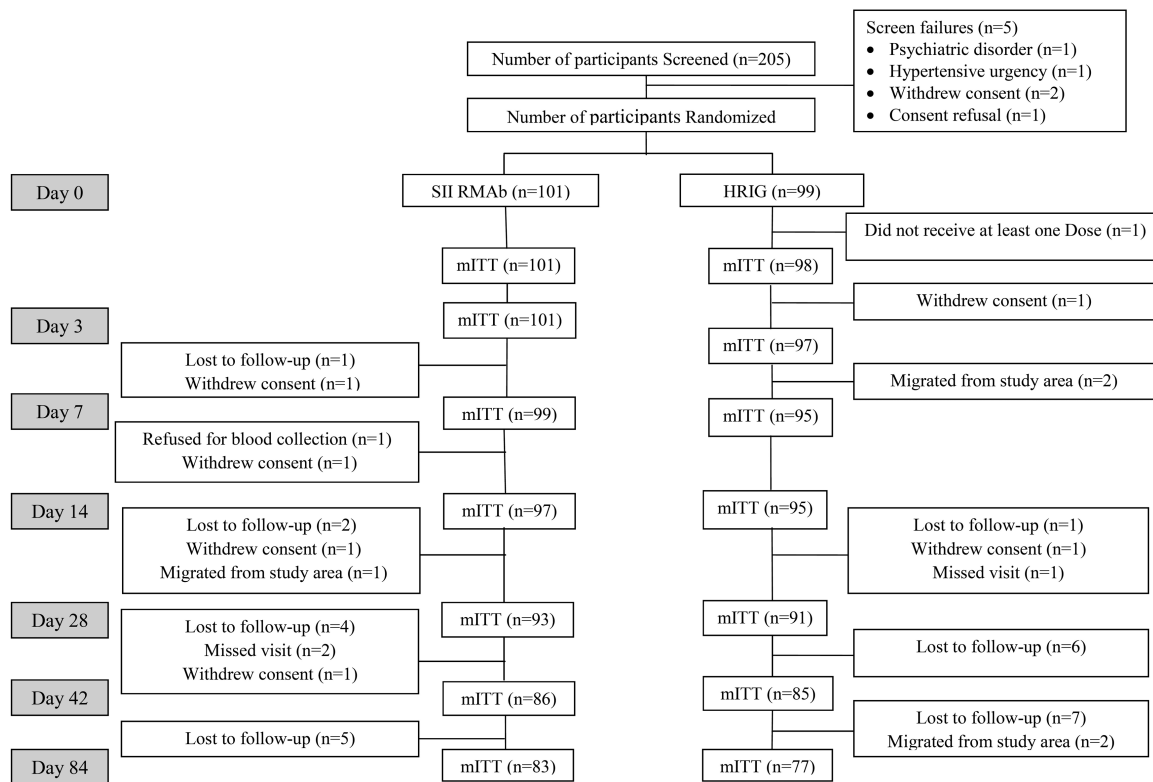 Screen failures (n=5)
• Psychiatric disorder (n=1)
• Hypertensive urgency (n=1)
• Withdrew consent (n=2)
• Consent refusal (n=1)
Number of participants Screened (n=205)
Number of participants Randomized
Day 0
SII RMAb (n=101)
HRIG (n=99)
Did not receive at least one Dose (n=1)
mITT (n=101)
mITT (n=98)
Withdrew consent (n=1)
Day 3
mITT (n=101)
mITT (n=97)
Lost to follow-up (n=1)
Withdrew consent (n=1)
Migrated from study area (n=2)
Day 7
mITT (n=99)
mITT (n=95)
Refused for blood collection (n=1)
Withdrew consent (n=1)
Day 14
mITT (n=97)
mITT (n=95)
Lost to follow-up (n=2)
Withdrew consent (n=1)
Migrated from study area (n=1)
Lost to follow-up (n=1)
Withdrew consent (n=1)
Missed visit (n=1)
Day 28
mITT (n=93)
mITT (n=91)
Lost to follow-up (n=4)
Missed visit (n=2)
Withdrew consent (n=1)
Lost to follow-up (n=6)
Day 42
mITT (n=86)
mITT (n=85)
Lost to follow-up (n=5)
Lost to follow-up (n=7)
Migrated from study area (n=2)
Day 84
mITT (n=83)
mITT (n=77)